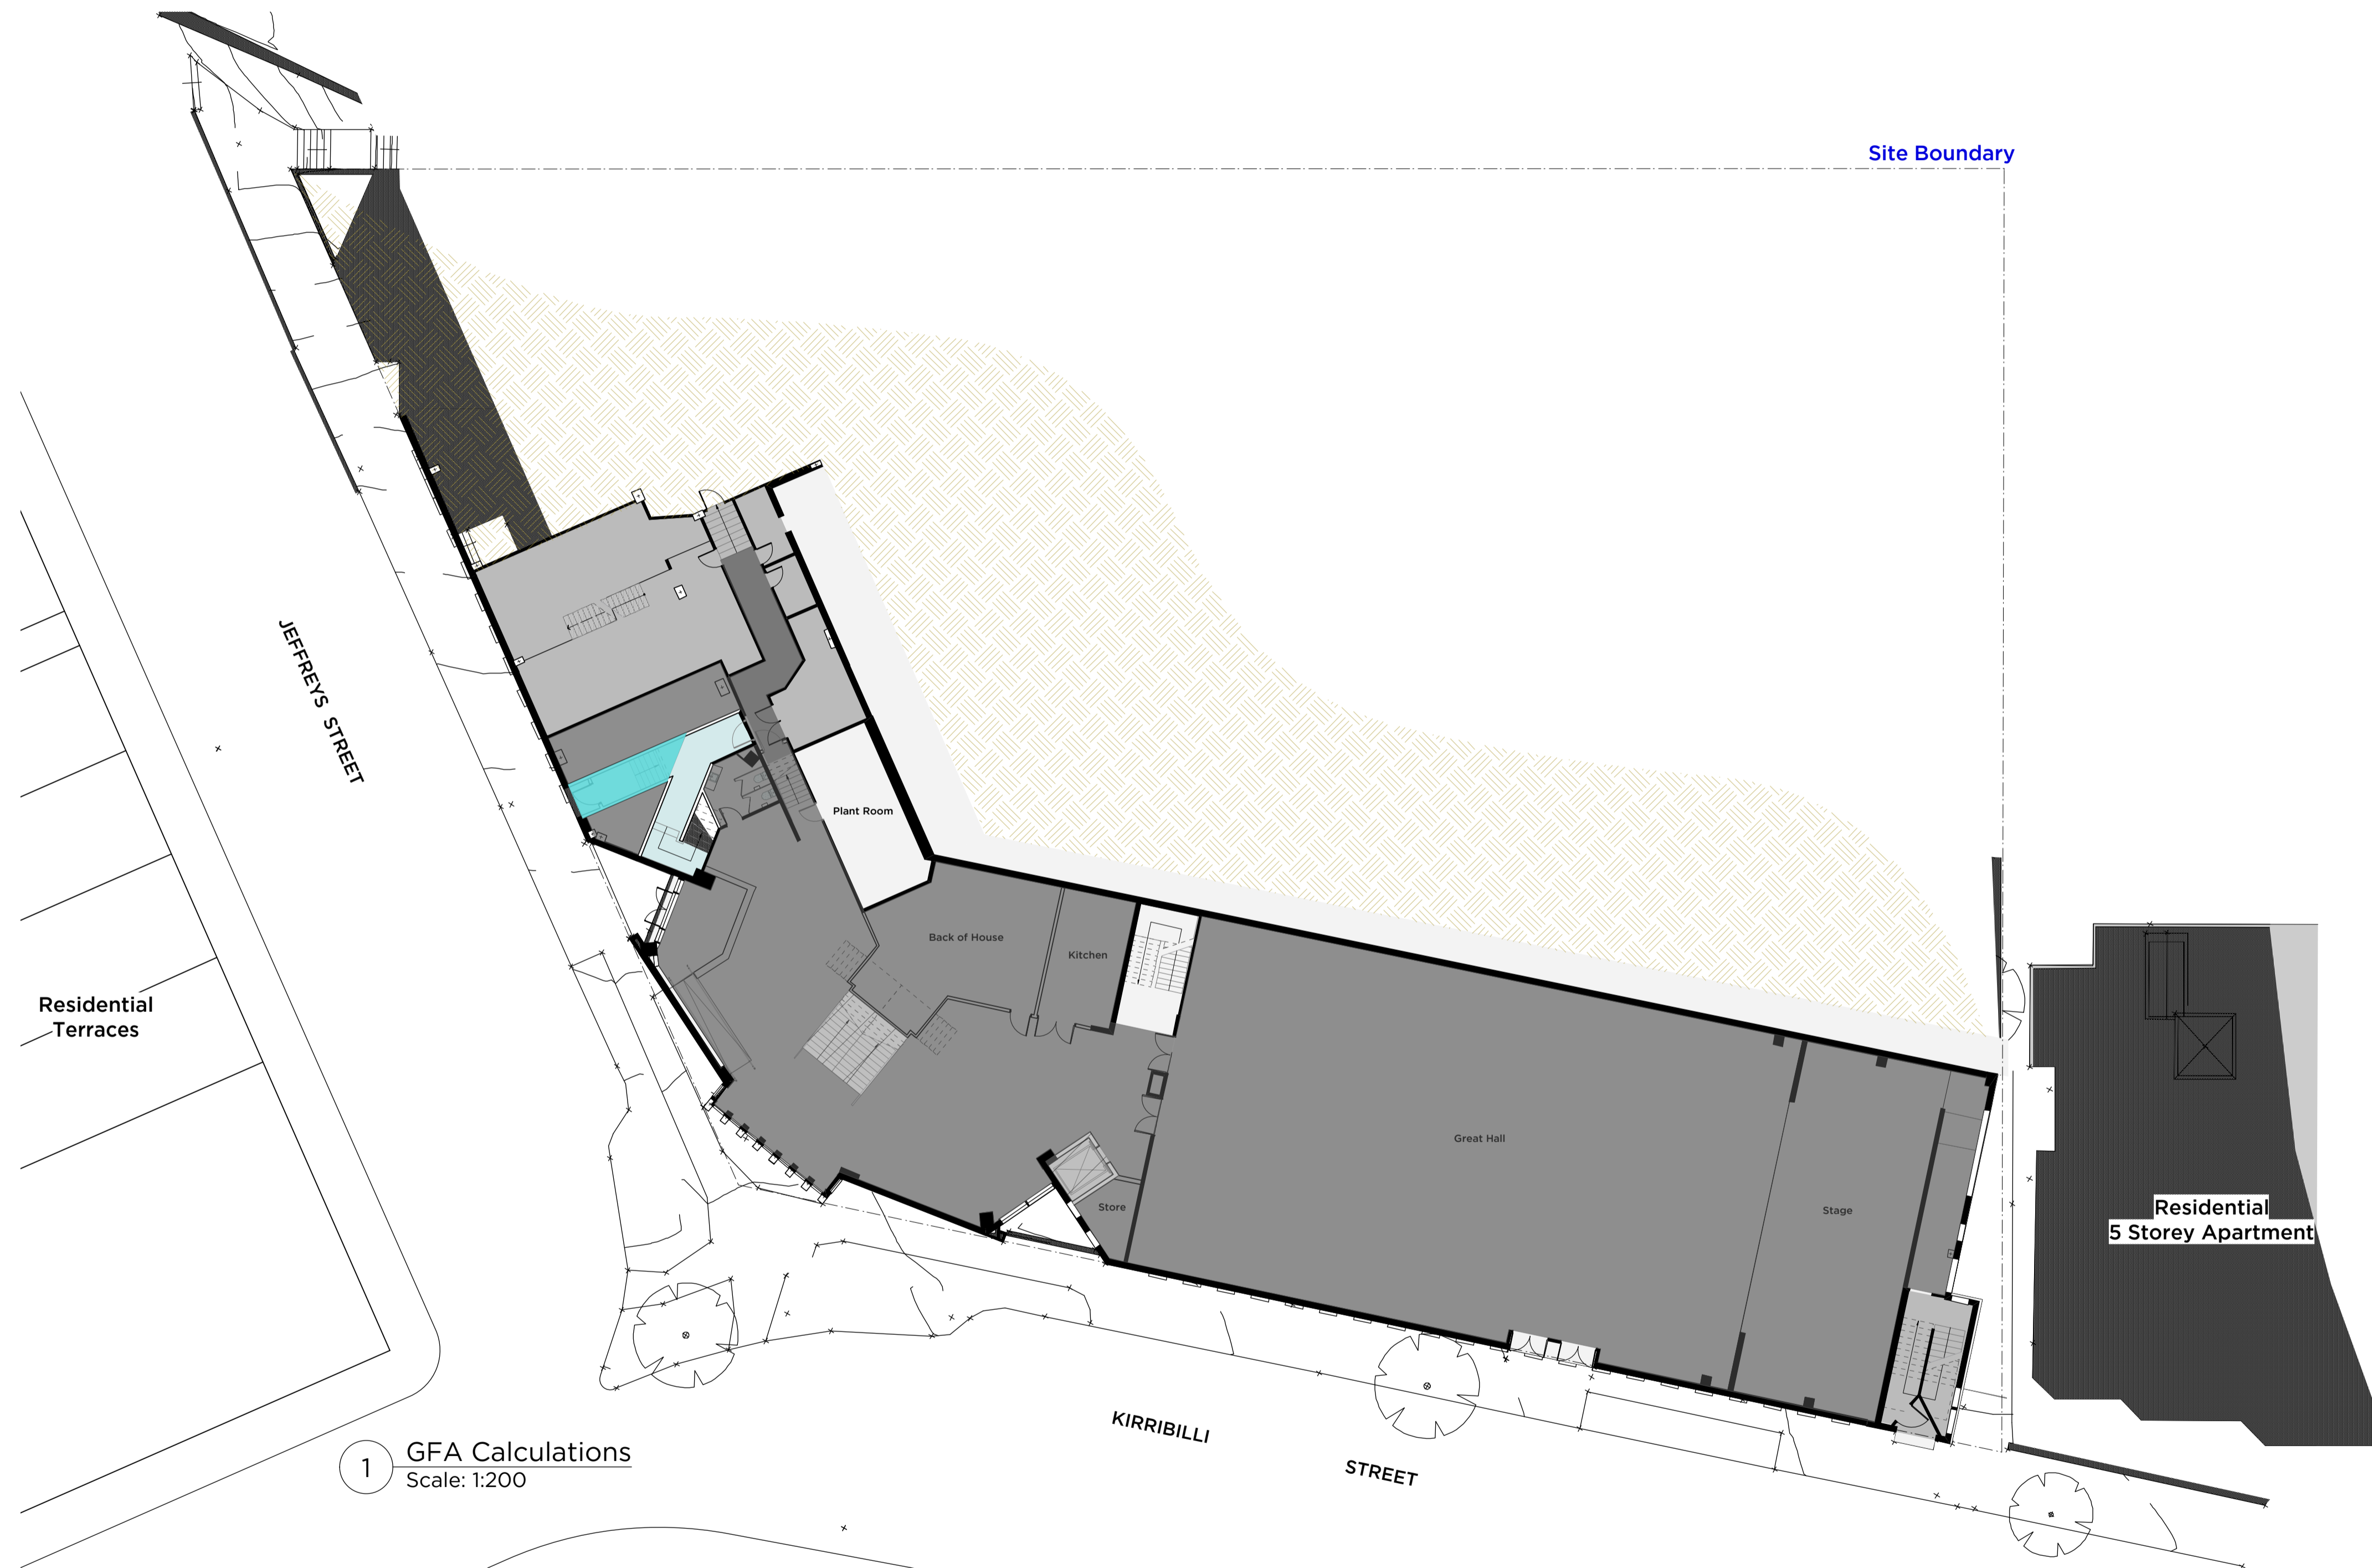 Site Boundary
JEFFREYS STREET
Plant Room
Back of House
Kitchen
Residential
Terraces
Great Hall
Store
Stage
Residential
5 Storey Apartment
KIRRIBILLI
STREET
1
GFA Calculations
Scale: 1:200